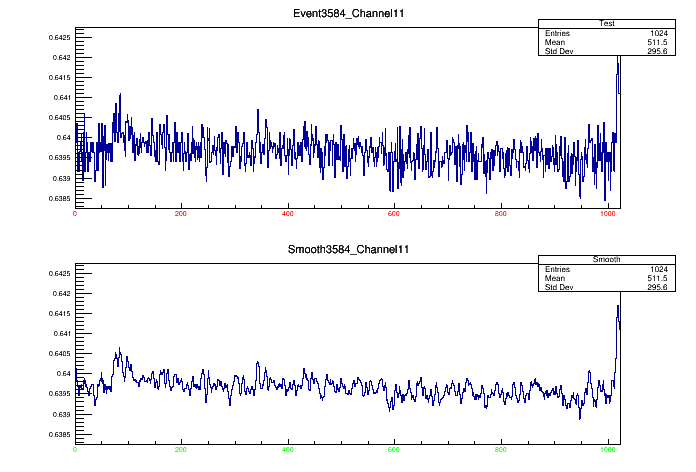 Event3584_Channel11
Test
Entries 1024
Mean 511.5
Std Dev 295.6
0.6425
0.642
0.6415
0.641
0.6405
0.64
0.6395
0.639
0.6385
0 200 400 600 800 1000
Smooth3584_Channel11
Smooth
Entries 1024
Mean 511.5
Std Dev 295.6
0.6425
0.642
0.6415
0.641
0.6405
0.64
0.6395
0.639
0.6385
0 200 400 600 800 1000